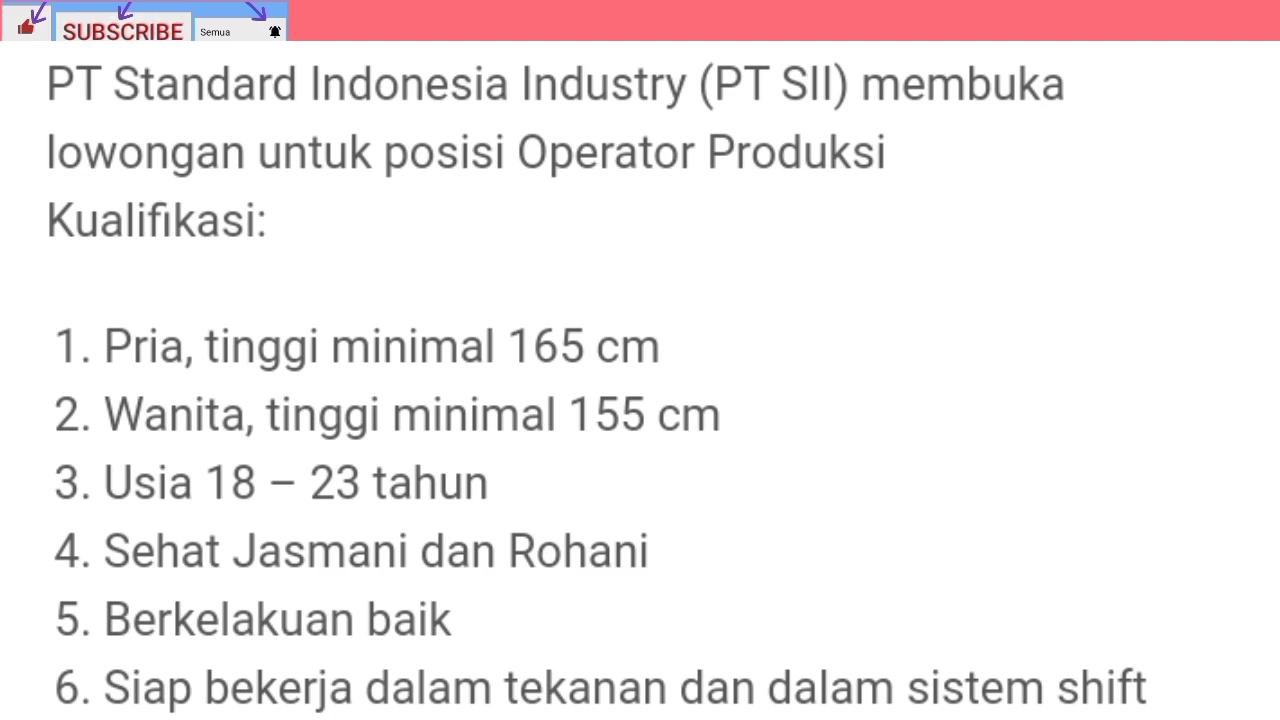 SUBSCRIBE
Semua
PT Standard Indonesia Industry (PT SII) membuka
lowongan untuk posisi Operator Produksi
Kualifikasi:
1. Pria, tinggi minimal 165 cm
2. Wanita, tinggi minimal 155 cm
3. Usia 18 – 23 tahun
4. Sehat Jasmani dan Rohani
5. Berkelakuan baik
6. Siap bekerja dalam tekanan dan dalam sistem shift